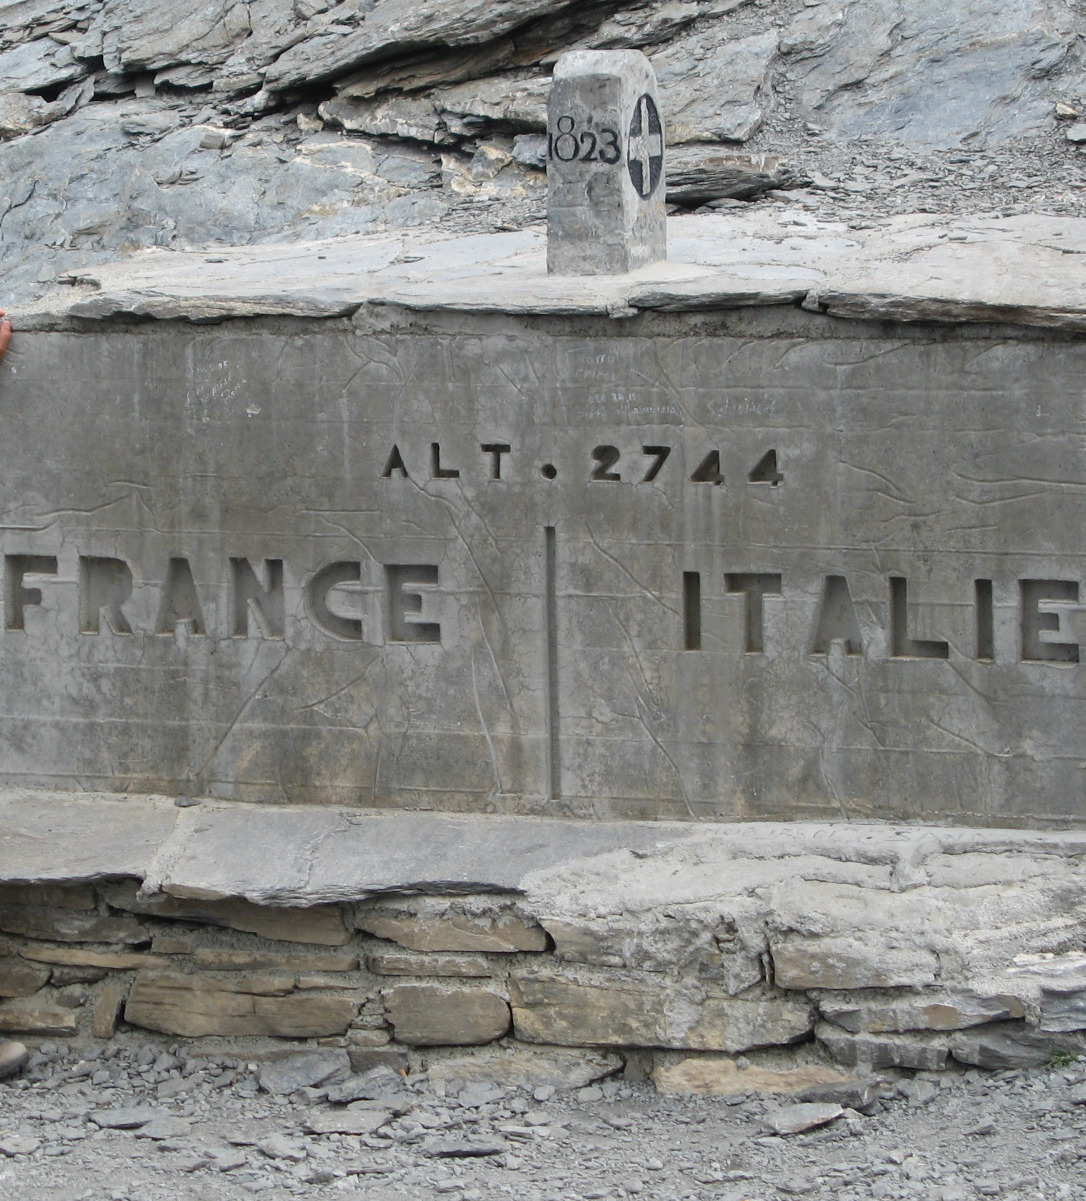 1823
ALT. 2744
FRANCE ITALIE